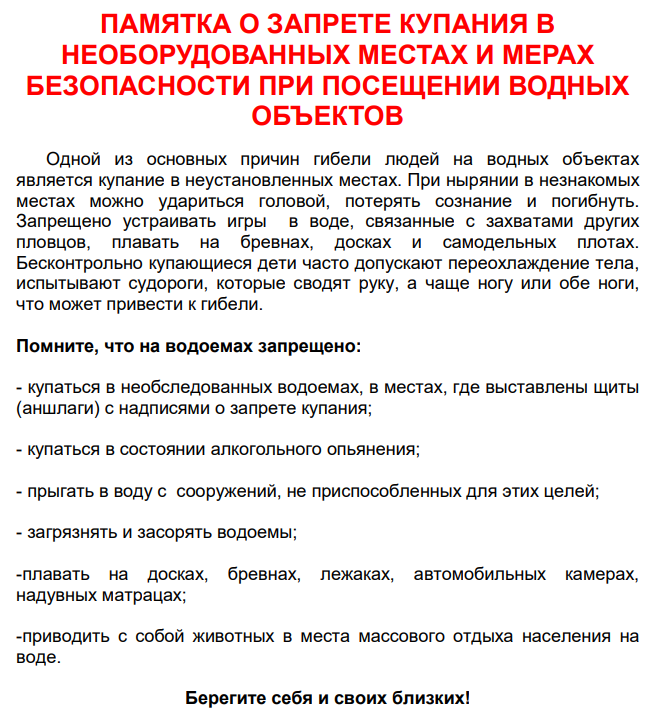 ПАМЯТКА О ЗАПРЕТЕ КУПАНИЯ В
НЕОБОРУДОВАННЫХ МЕСТАХ И МЕРАХ
БЕЗОПАСНОСТИ ПРИ ПОСЕЩЕНИИ ВОДНЫХ
ОБЪЕКТОВ
Одной из основных причин гибели людей на водных объектах
является купание в неустановленных местах. При нырянии в незнакомых
местах можно удариться головой, потерять сознание и погибнуть.
Запрещено устраивать игры в воде, связанные с захватами других
пловцов, плавать на бревнах, досках и самодельных плотах.
Бесконтрольно купающиеся дети часто допускают переохлаждение тела,
испытывают судороги, которые сводят руку, а чаще ногу или обе ноги,
что может привести к гибели.
Помните, что на водоемах запрещено:
- купаться в необследованных водоемах, в местах, где выставлены щиты
(аншлаги) с надписями о запрете купания;
- купаться в состоянии алкогольного опьянения;
- прыгать в воду с сооружений, не приспособленных для этих целей;
- загрязнять и засорять водоемы;
-плавать на досках, бревнах, лежаках, автомобильных камерах,
надувных матрацах;
-приводить с собой животных в места массового отдыха населения на
воде.
Берегите себя и своих близких!